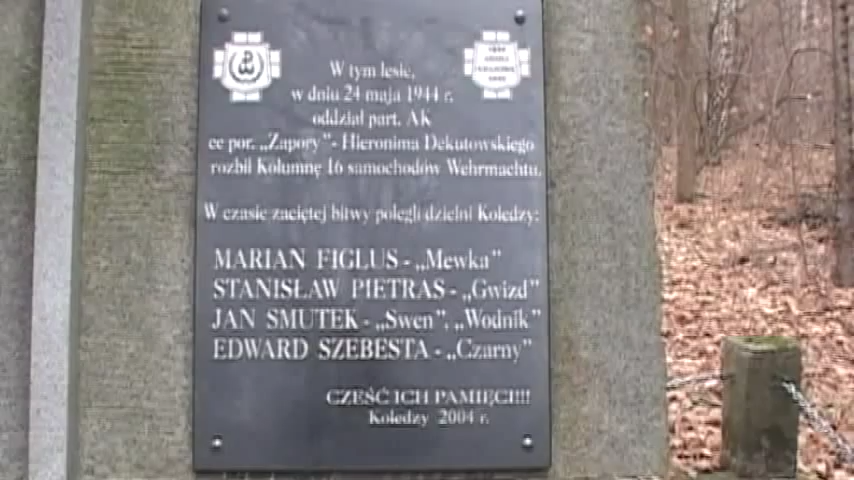 W tym lesie,
w dniu 24 maja 1944 r.
oddział part. AK
cc por. „Zapory” - Hieronima Dekutowskiego
rozbił Kolumnę 16 samochodów Wehrmachtu.
W czasie zaciętej bitwy polegli dzielni Koledzy:
MARIAN FIGLUS - „Mewka”
STANISŁAW PIETRAS - „Gwizd”
JAN SMUTEK - „Swen”, „Wodnik”
EDWARD SZEBESTA - „Czarny”
CZEŚĆ ICH PAMIĘCI!!!
Koledzy 2004 r.